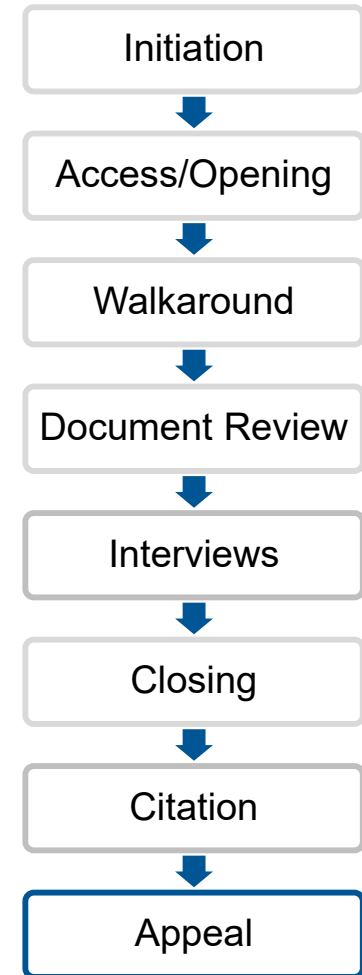 Initiation
Access/Opening
Walkaround
Document Review
Interviews
Closing
Citation
Appeal